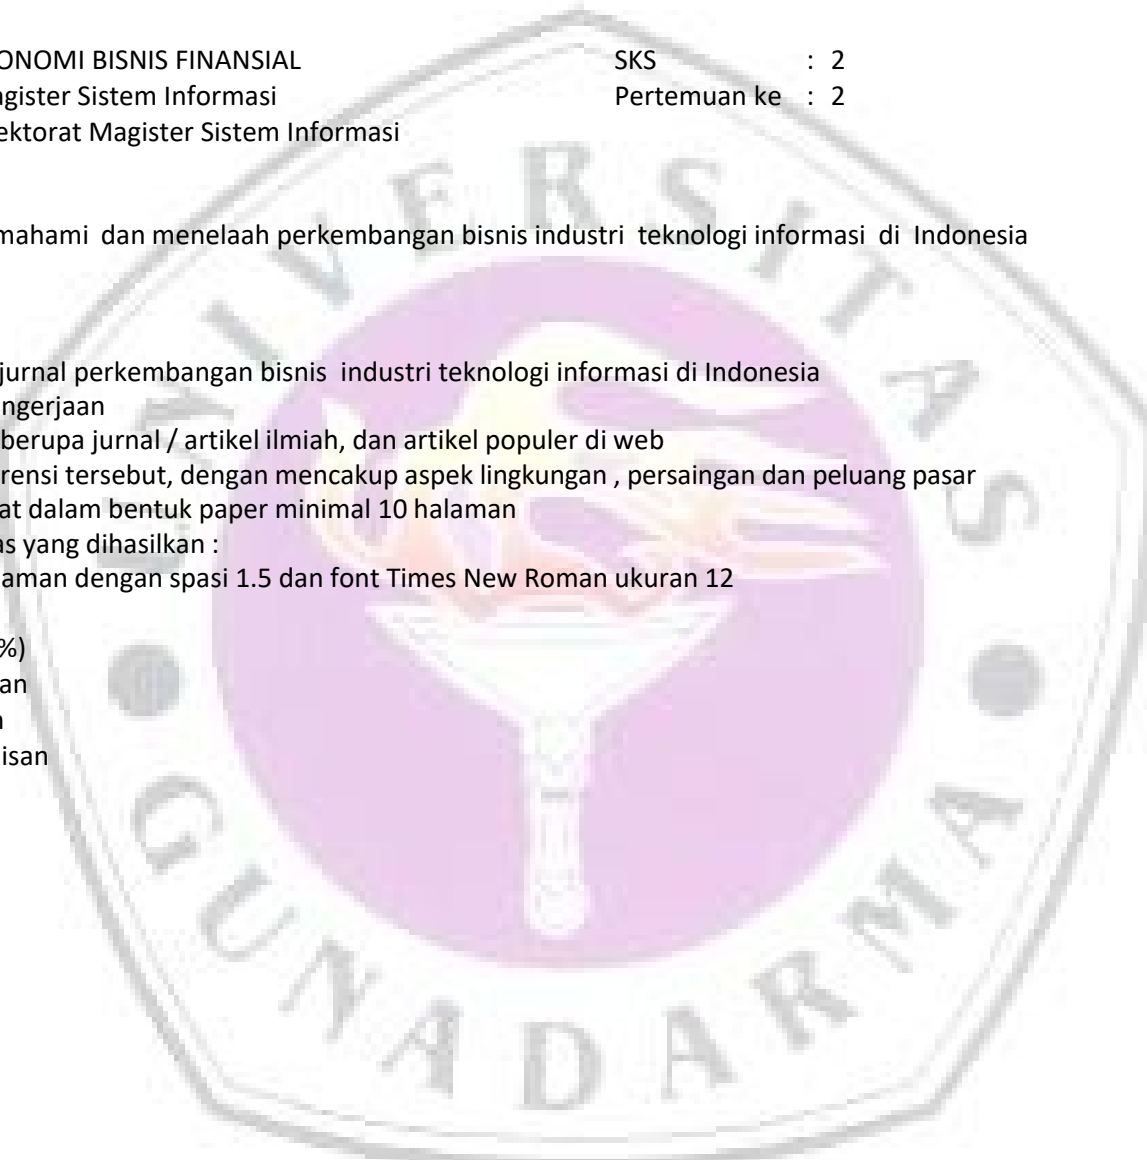 ONOMI BISNIS FINANSIAL SKS : 2
agister Sistem Informasi Pertemuan ke : 2
ektorat Magister Sistem Informasi
mahami dan menelaah perkembangan bisnis industri teknologi informasi di Indonesia
jurnal perkembangan bisnis industri teknologi informasi di Indonesia
ngerjaan
berupa jurnal / artikel ilmiah, dan artikel populer di web
rensi tersebut, dengan mencakup aspek lingkungan , persaingan dan peluang pasar
at dalam bentuk paper minimal 10 halaman
as yang dihasilkan :
aman dengan spasi 1.5 dan font Times New Roman ukuran 12
%)
an
isan
UNIVERSITAS
GUNADARMA